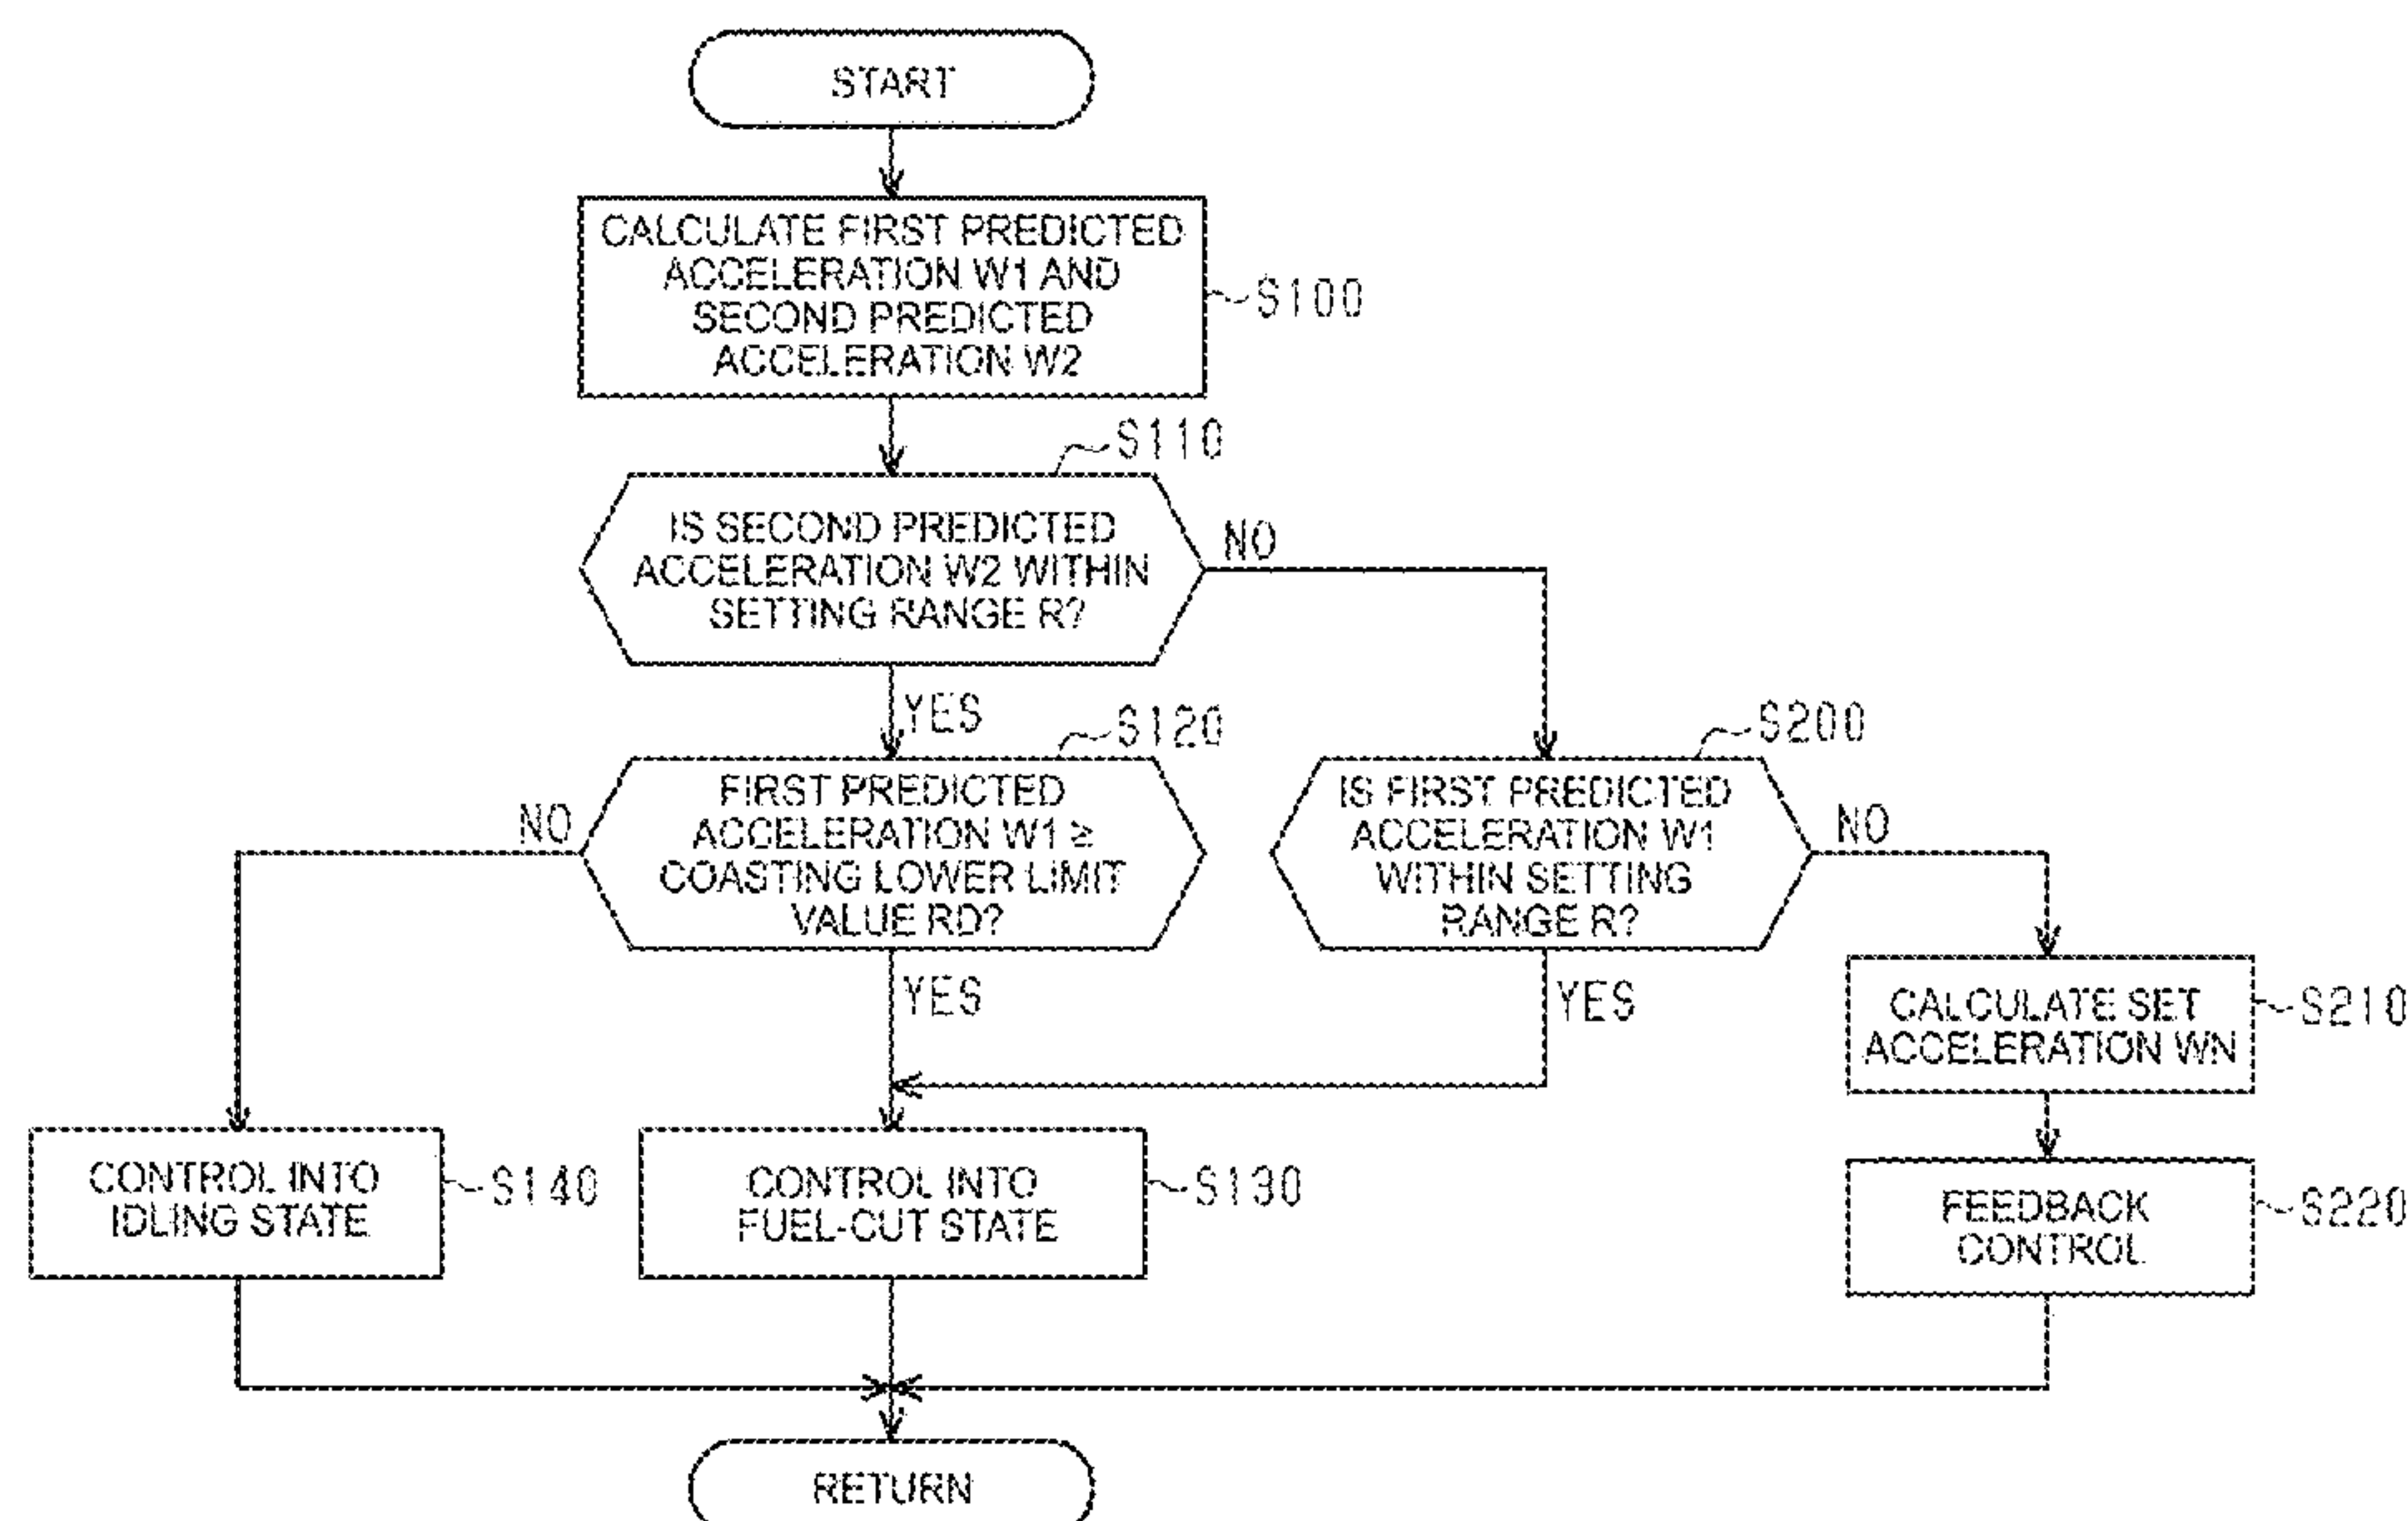 START
CALCULATE FIRST PREDICTED
ACCELERATION W1 AND
SECOND PREDICTED
ACCELERATION W2
S100
S110
IS SECOND PREDICTED
ACCELERATION W2 WITHIN
SETTING RANGE R?
NO
YES
S120
FIRST PREDICTED
ACCELERATION W1 ≥
COASTING LOWER LIMIT
VALUE RD?
NO
YES
S200
IS FIRST PREDICTED
ACCELERATION W1
WITHIN SETTING
RANGE R?
NO
YES
CALCULATE SET
ACCELERATION WN
S210
CONTROL INTO
IDLING STATE
S140
CONTROL INTO
FUEL-CUT STATE
S130
FEEDBACK
CONTROL
S220
RETURN